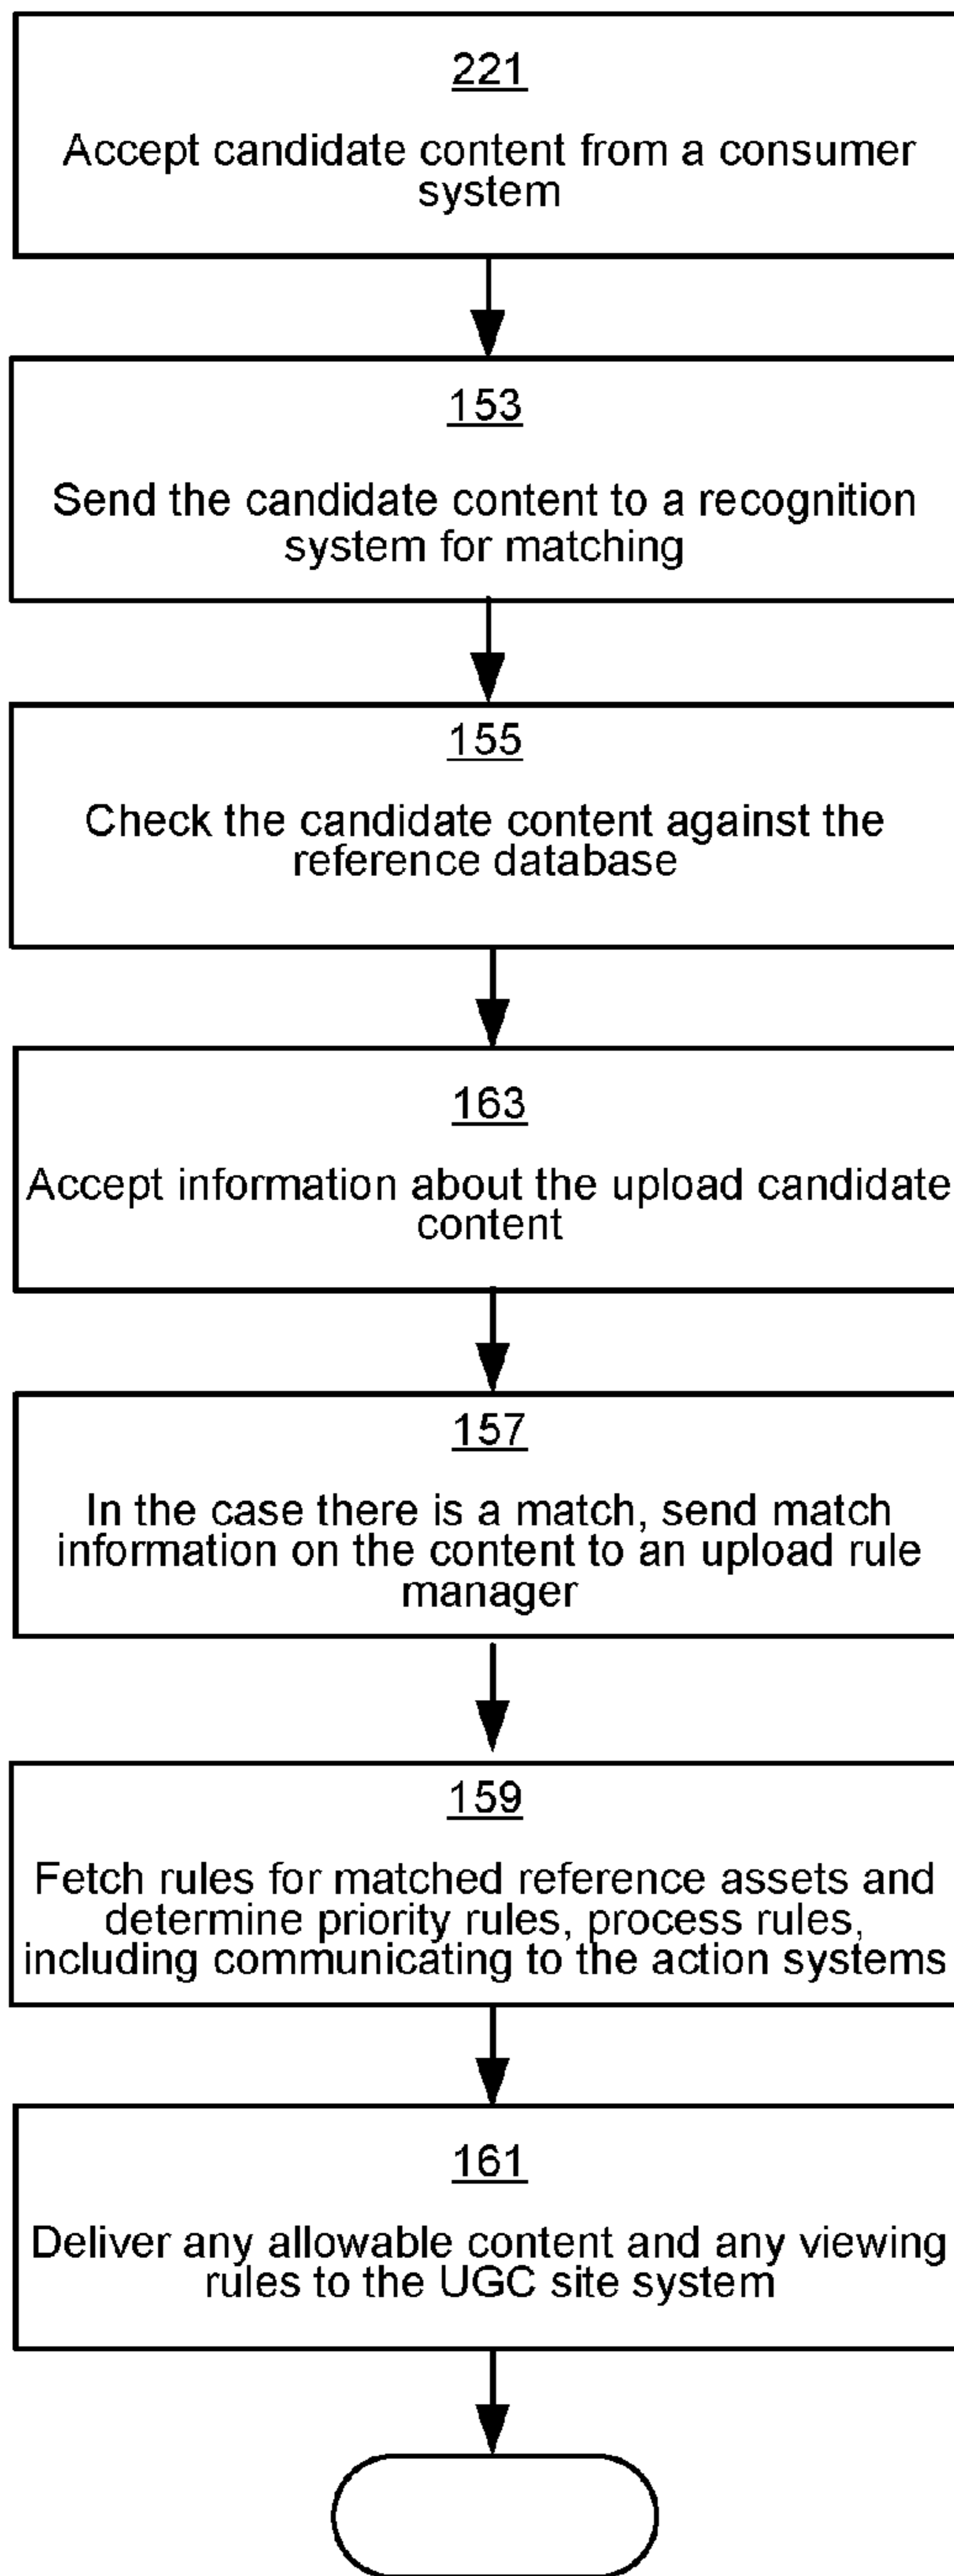 221
Accept candidate content from a consumer
system
153
Send the candidate content to a recognition
system for matching
155
Check the candidate content against the
reference database
163
Accept information about the upload candidate
content
157
In the case there is a match, send match
information on the content to an upload rule
manager
159
Fetch rules for matched reference assets and
determine priority rules, process rules,
including communicating to the action systems
161
Deliver any allowable content and any viewing
rules to the UGC site system